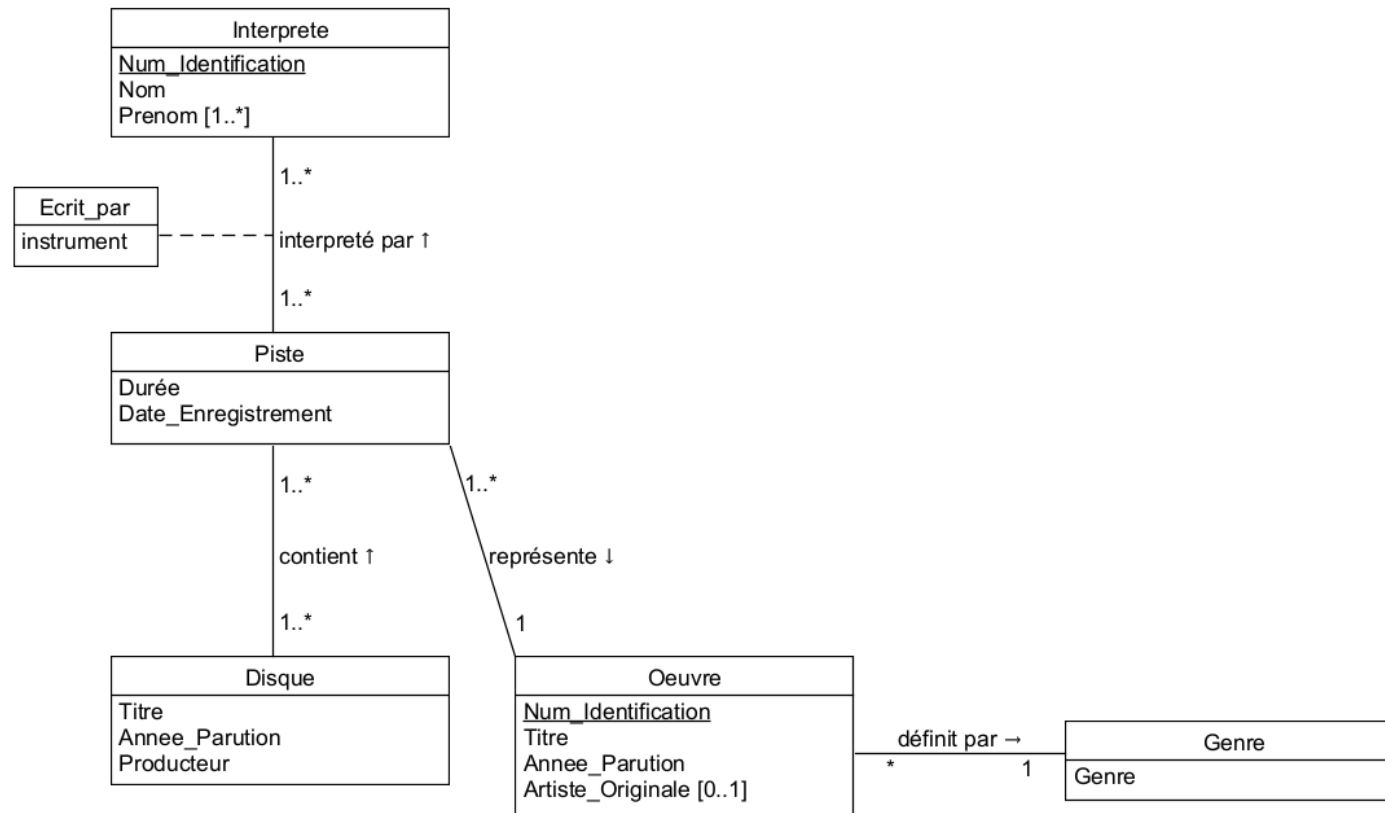 Interprete
Num_Identification
Nom
Prenom [1..*]
1..*
Ecrit_par
instrument
interpreté par ↑
1..*
Piste
Durée
Date_Enregistrement
1..*
1..*
contient ↑
représente ↓
1..*
1
Disque
Titre
Annee_Parution
Producteur
Oeuvre
Num_Identification
Titre
Annee_Parution
Artiste_Originale [0..1]
définit par →
*
1
Genre
Genre